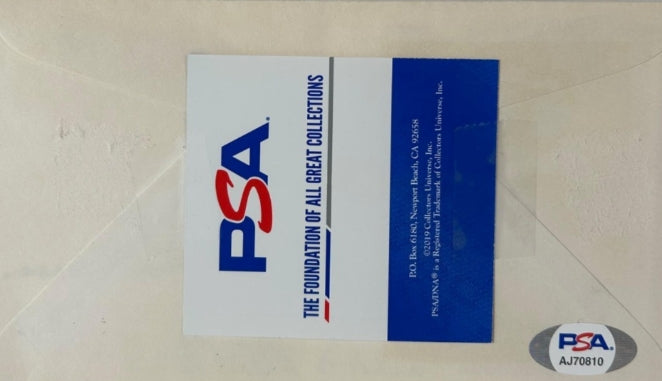 PSA.
THE FOUNDATION OF ALL GREAT COLLECTIONS
P.O. Box 6180, Newport Beach, CA 92658
©2019 Collectors Universe, Inc.
PSA/DNA® is a Registered Trademark of Collectors Universe, Inc.
PSA.
AJ70810